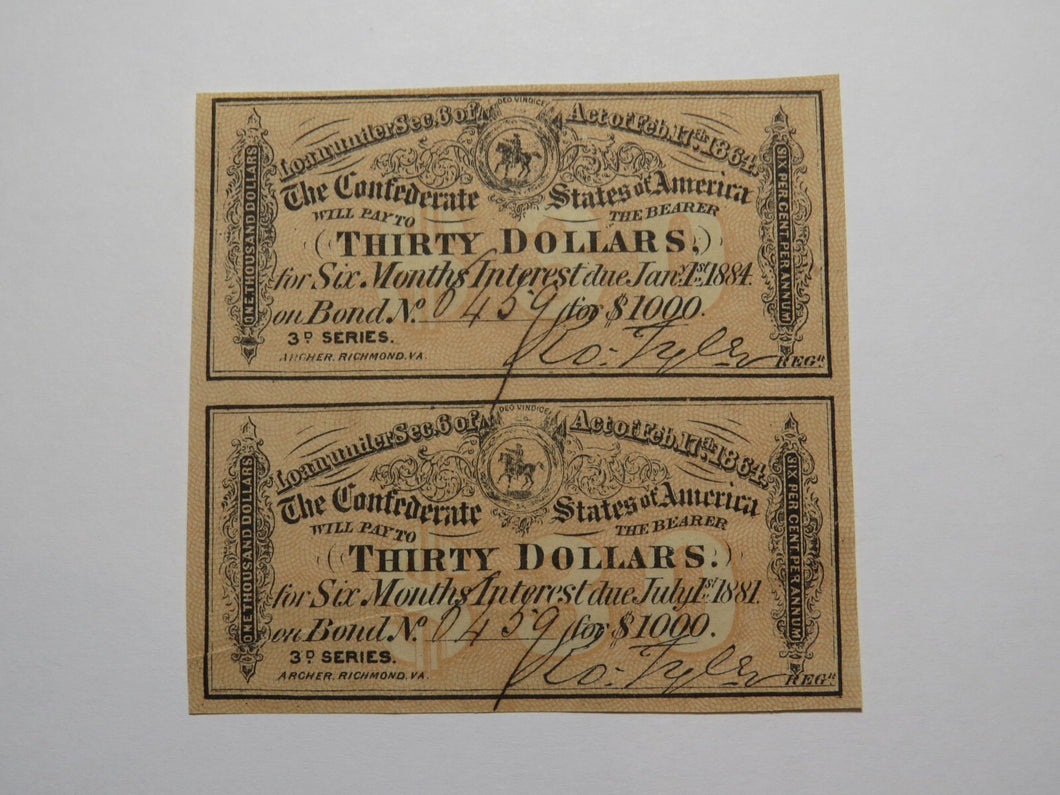 DEO VINDICE
Loan under Sec. 6 of Act of Feb. 17th 1864.
The Confederate States of America
WILL PAY TO THE BEARER
THIRTY DOLLARS.
for Six Months Interest due Jany. 1st. 1884.
on Bond No. 0459 for $1000.
3D SERIES.
Ro. Tyler
ARCHER, RICHMOND, VA.
REGR
ONE THOUSAND DOLLARS
SIX PER CENT. PER ANNUM
DEO VINDICE
Loan under Sec. 6 of Act of Feb. 17th 1864.
The Confederate States of America
WILL PAY TO THE BEARER
THIRTY DOLLARS.
for Six Months Interest due July 1st. 1881.
on Bond No. 0459 for $1000.
3D SERIES.
Ro. Tyler
ARCHER, RICHMOND, VA.
REGR
ONE THOUSAND DOLLARS
SIX PER CENT. PER ANNUM